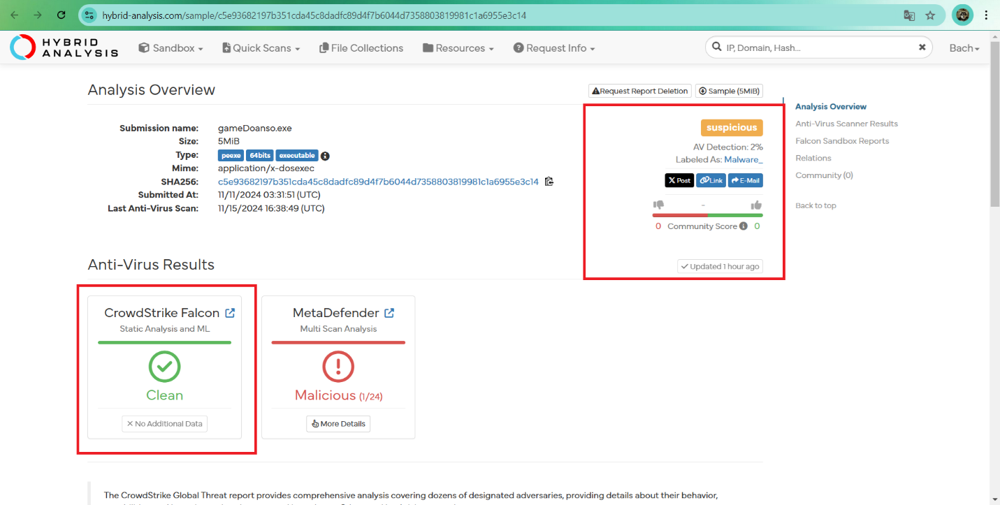 hybrid-analysis.com/sample/c5e93682197b351cda45c8dadfc89d4f7b6044d7358803819981c1a6955e3c14
HYBRID
ANALYSIS
Sandbox
Quick Scans
File Collections
Resources
Request Info
IP, Domain, Hash...
Bach
Analysis Overview
Request Report Deletion
Sample (5MiB)
Submission name: gameDoanso.exe
Size: 5MiB
Type: peexe 64bits executable
Mime: application/x-dosexec
SHA256: c5e93682197b351cda45c8dadfc89d4f7b6044d7358803819981c1a6955e3c14
Submitted At: 11/11/2024 03:31:51 (UTC)
Last Anti-Virus Scan: 11/15/2024 16:38:49 (UTC)
suspicious
AV Detection: 2%
Labeled As: Malware_
Post Link E-Mail
-
0 Community Score 0
Updated 1 hour ago
Analysis Overview
Anti-Virus Scanner Results
Falcon Sandbox Reports
Relations
Community (0)
Back to top
Anti-Virus Results
CrowdStrike Falcon
Static Analysis and ML
Clean
No Additional Data
MetaDefender
Multi Scan Analysis
Malicious (1/24)
More Details
The CrowdStrike Global Threat report provides comprehensive analysis covering dozens of designated adversaries, providing details about their behavior,